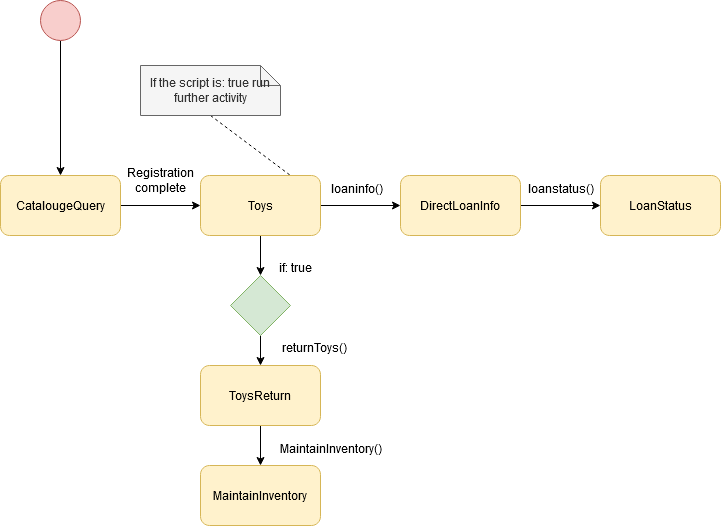 If the script is: true run
further activity
Registration
complete
CatalougeQuery
Toys
loaninfo()
DirectLoanInfo
loanstatus()
LoanStatus
if: true
returnToys()
ToysReturn
MaintainInventory()
MaintainInventory